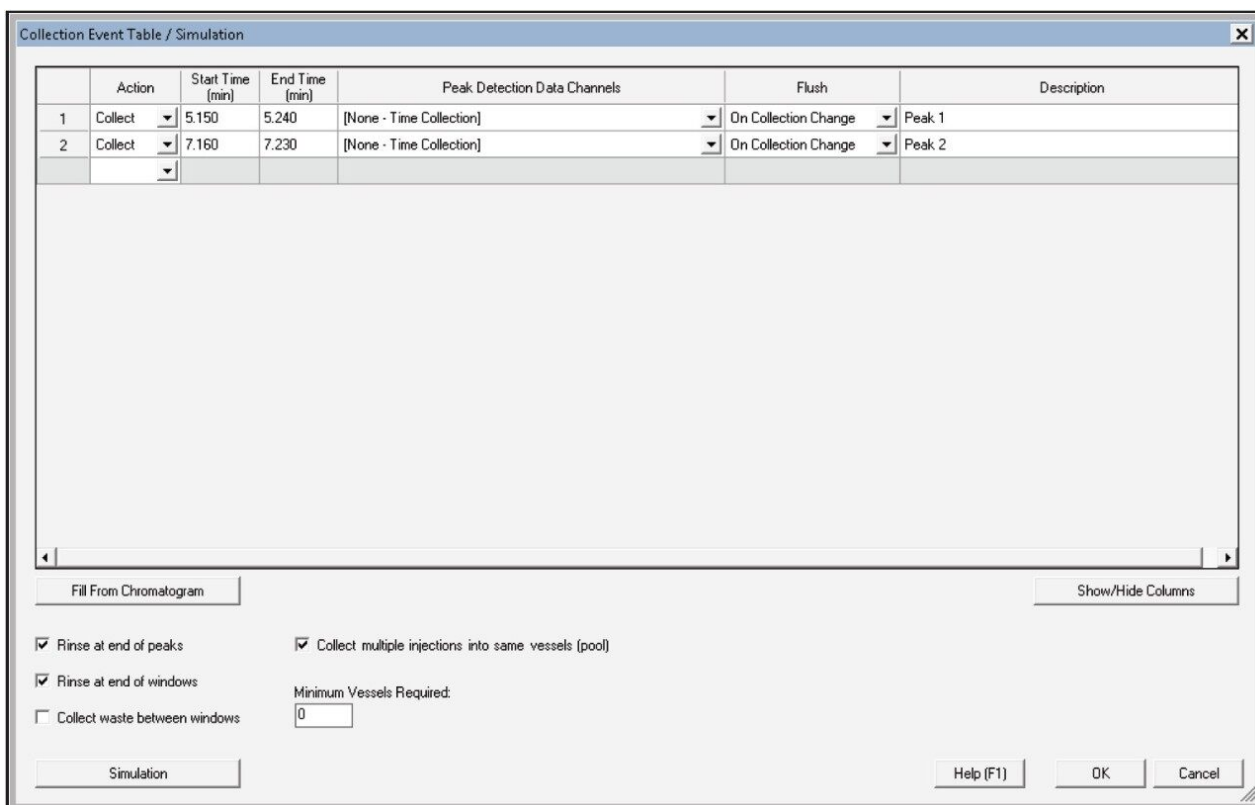 Collection Event Table / Simulation
Action Start Time (min) End Time (min) Peak Detection Data Channels Flush Description
1 Collect 5.150 5.240 [None - Time Collection] On Collection Change Peak 1
2 Collect 7.160 7.230 [None - Time Collection] On Collection Change Peak 2
Fill From Chromatogram Show/Hide Columns
Rinse at end of peaks Collect multiple injections into same vessels (pool)
Rinse at end of windows
Minimum Vessels Required:
Collect waste between windows 0
Simulation Help (F1) OK Cancel